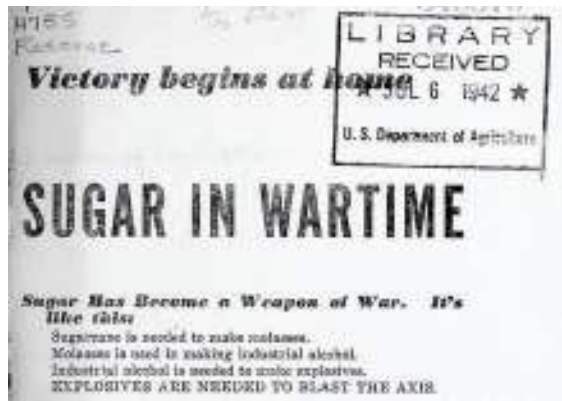 Reserve
LIBRARY
RECEIVED
★ JUL 6 1942 ★
U. S. Department of Agriculture
Victory begins at home
SUGAR IN WARTIME
Sugar Has Become a Weapon of War. It's
like this:
Sugarcane is needed to make molasses.
Molasses is used in making industrial alcohol.
Industrial alcohol is needed to make explosives.
EXPLOSIVES ARE NEEDED TO BLAST THE AXIS.